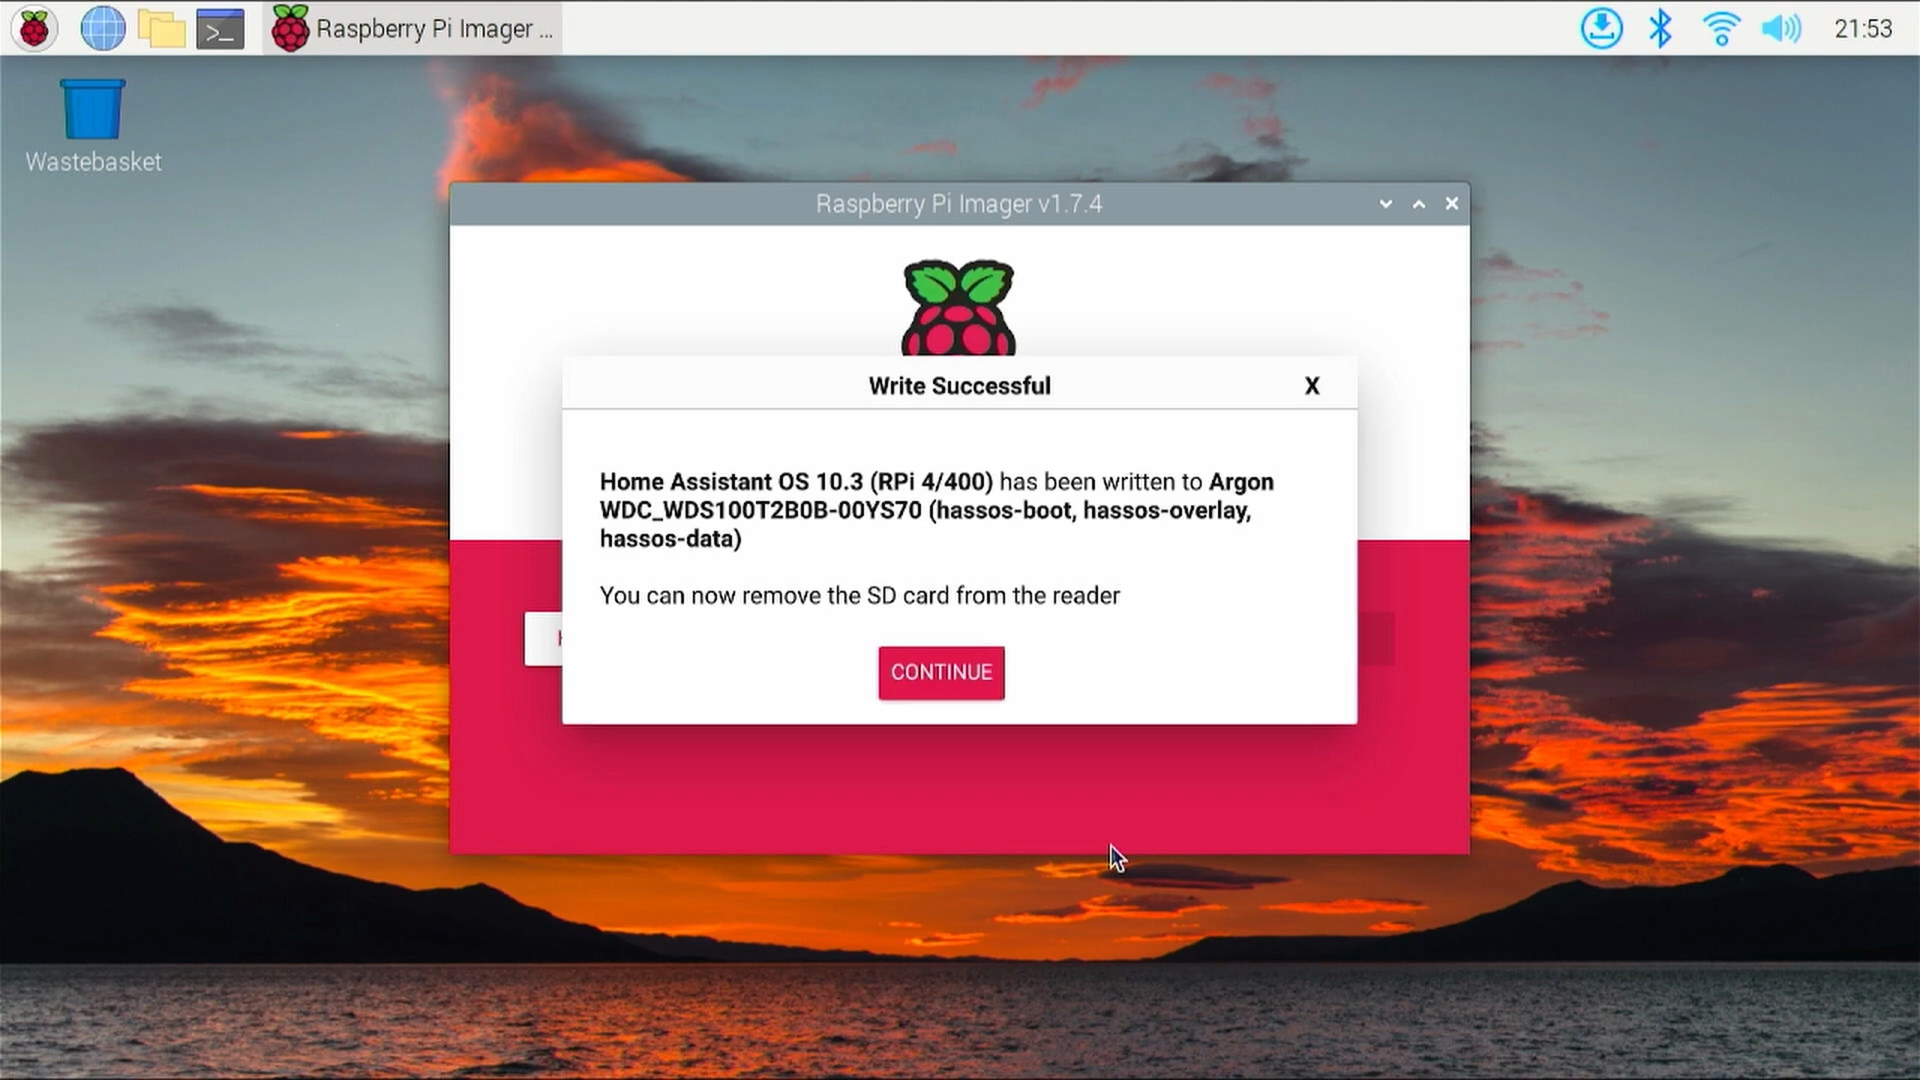 Raspberry Pi Imager ...
21:53
Wastebasket
Raspberry Pi Imager v1.7.4
Write Successful
X
Home Assistant OS 10.3 (RPi 4/400) has been written to Argon
WDC_WDS100T2B0B-00YS70 (hassos-boot, hassos-overlay,
hassos-data)
You can now remove the SD card from the reader
CONTINUE